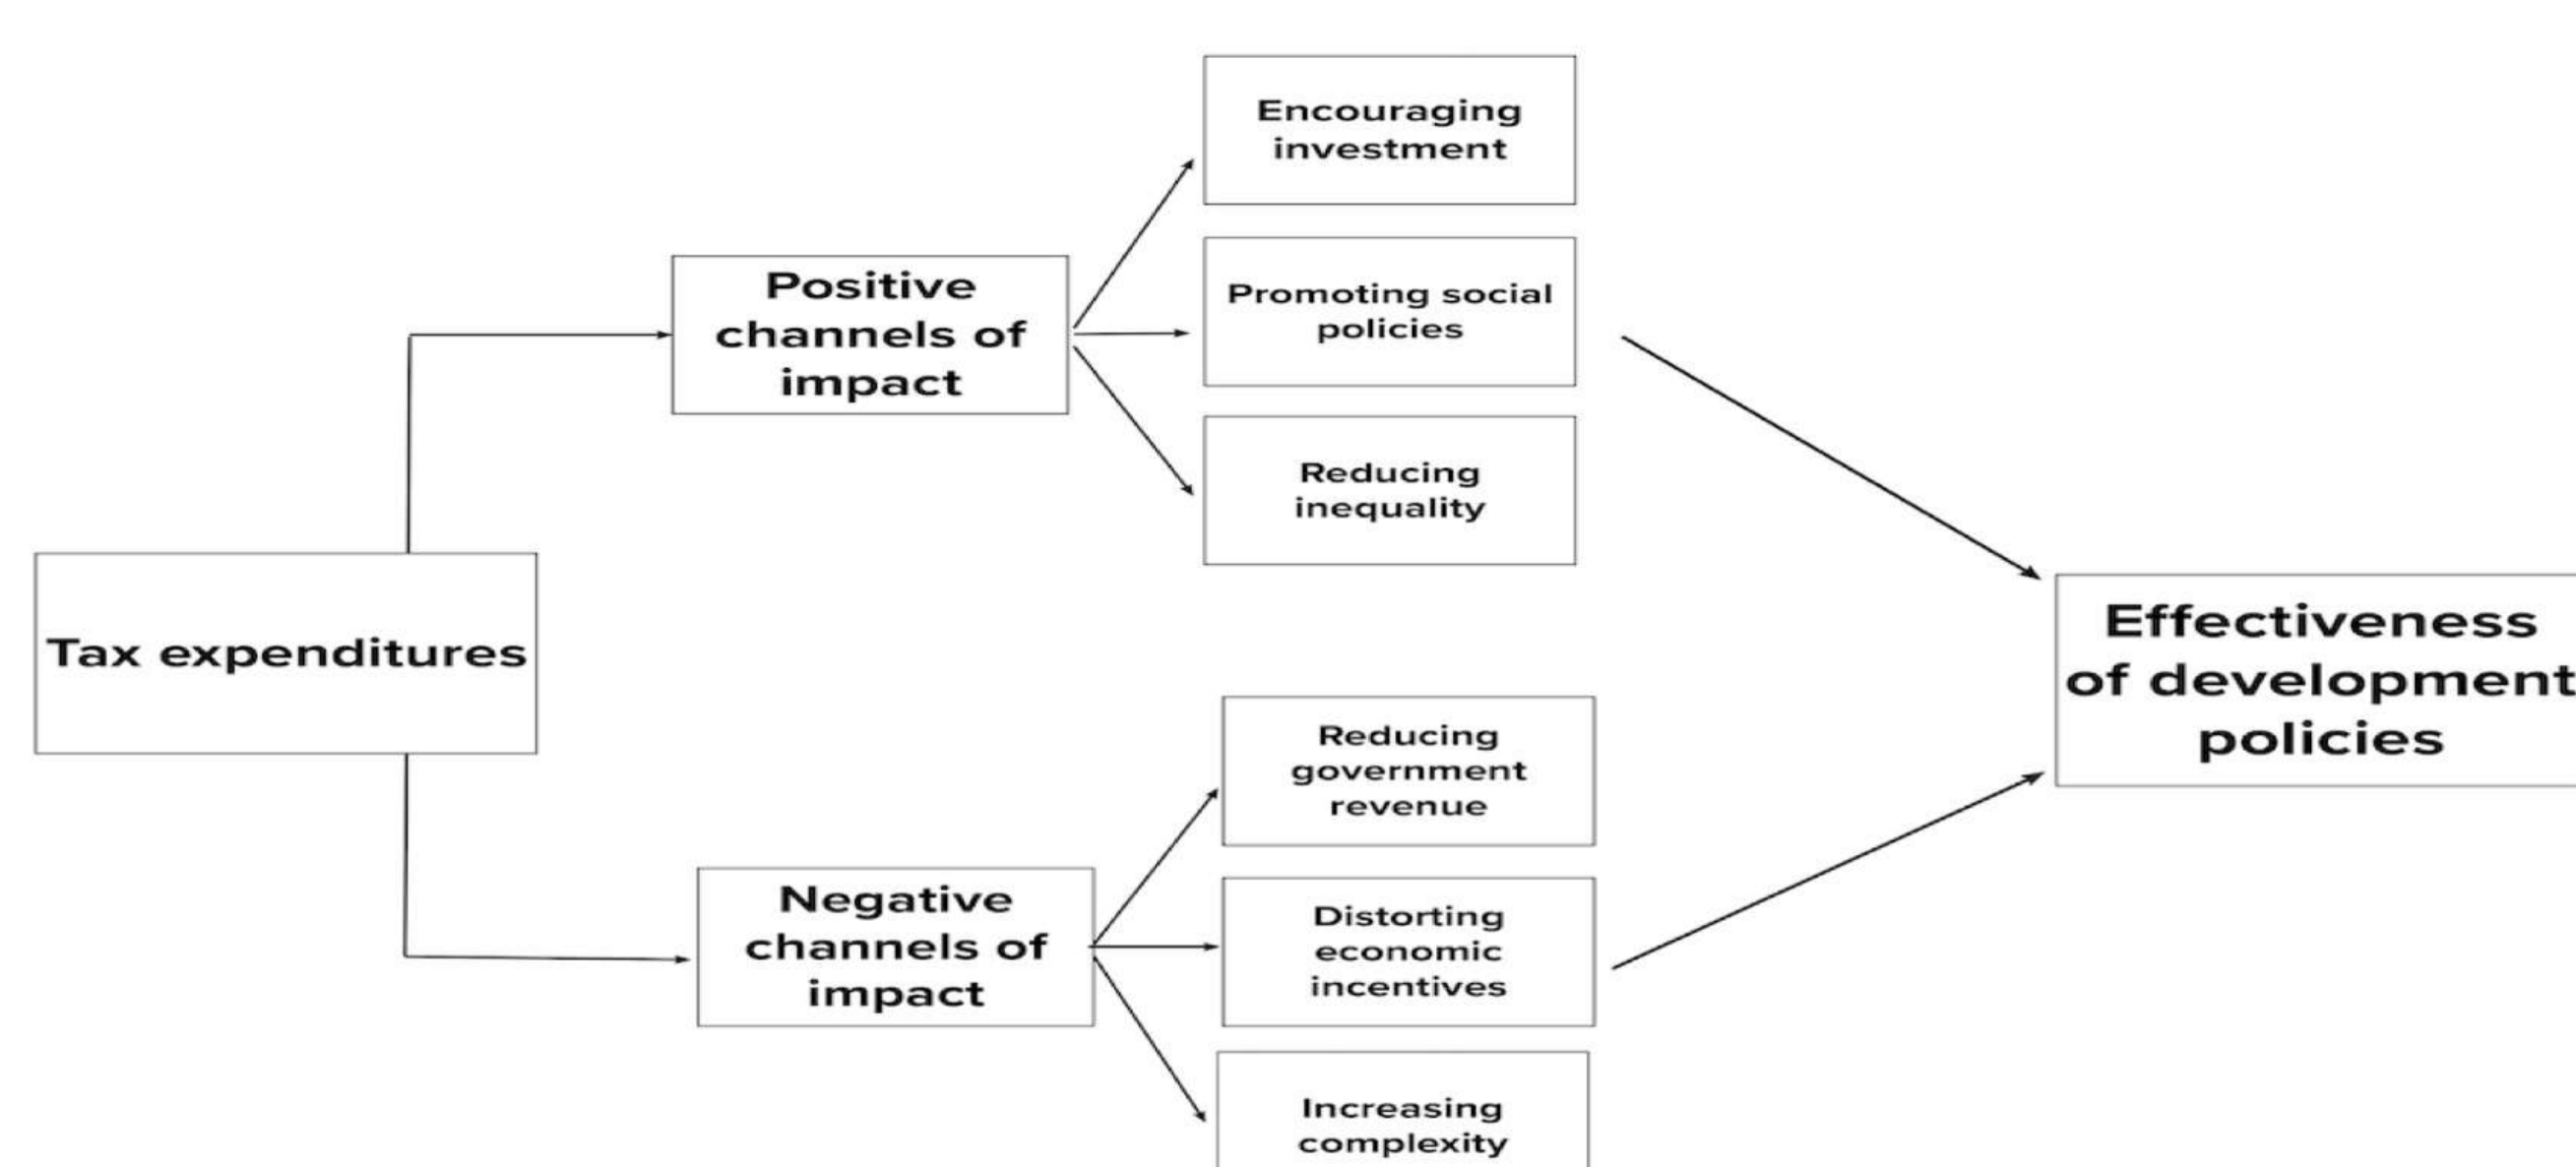 Encouraging
investment
Positive
channels of
impact
Promoting social
policies
Reducing
inequality
Tax expenditures
Effectiveness
of development
policies
Reducing
government
revenue
Negative
channels of
impact
Distorting
economic
incentives
Increasing
complexity